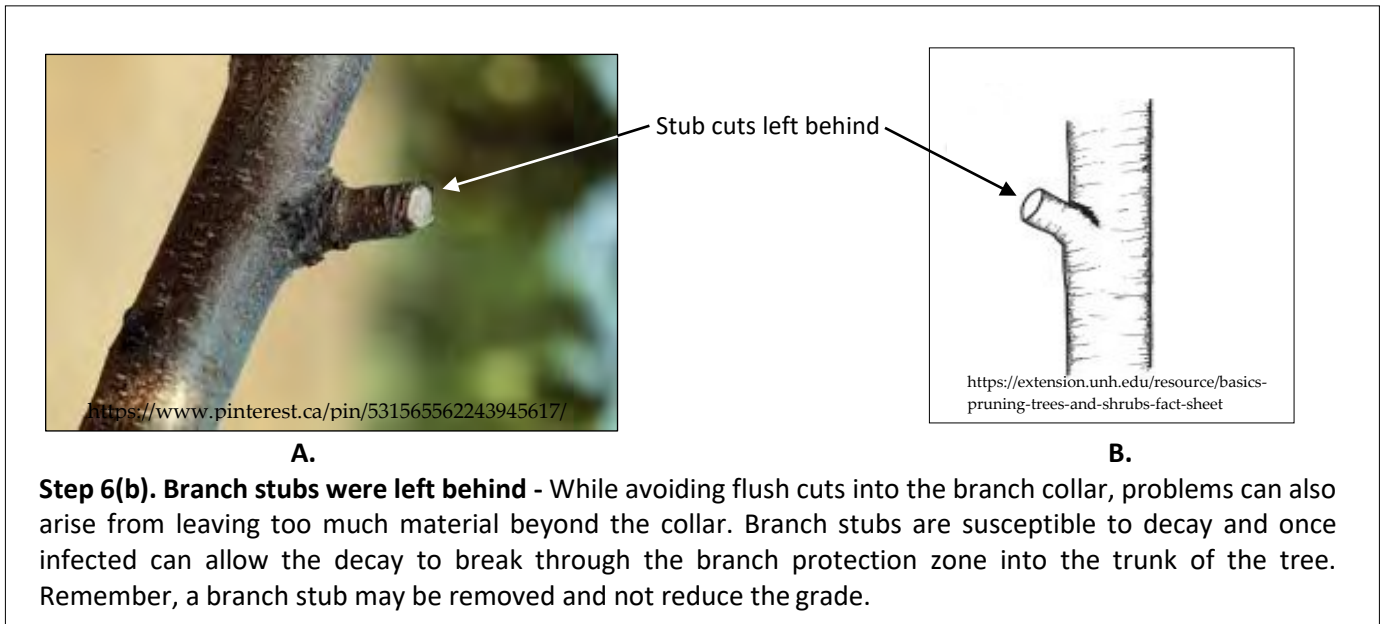 Stub cuts left behind
https://www.pinterest.ca/pin/531565562243945617/
https://extension.unh.edu/resource/basics-
pruning-trees-and-shrubs-fact-sheet
A.
B.
Step 6(b). Branch stubs were left behind - While avoiding flush cuts into the branch collar, problems can also
arise from leaving too much material beyond the collar. Branch stubs are susceptible to decay and once
infected can allow the decay to break through the branch protection zone into the trunk of the tree.
Remember, a branch stub may be removed and not reduce the grade.